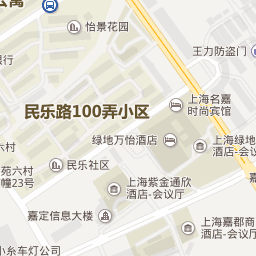 公寓
怡景花园
银行
王力防盗门
民乐路100弄小区
上海名嘉
时尚宾馆
绿地万怡酒店
上海绿地
酒店-会议
民乐社区
苑六村
幢23号
上海紫金通欣
酒店-会议厅
嘉定信息大楼
上海嘉郡商
酒店-会议厅
小糸车灯公司